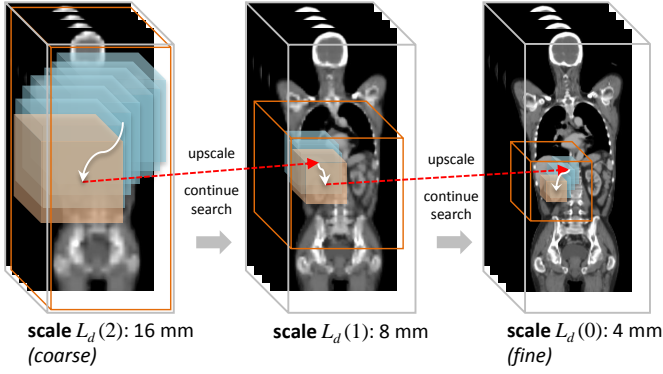 upscale
continue
search
upscale
continue
search
scale L_d(2): 16 mm
(coarse)
scale L_d(1): 8 mm
scale L_d(0): 4 mm
(fine)